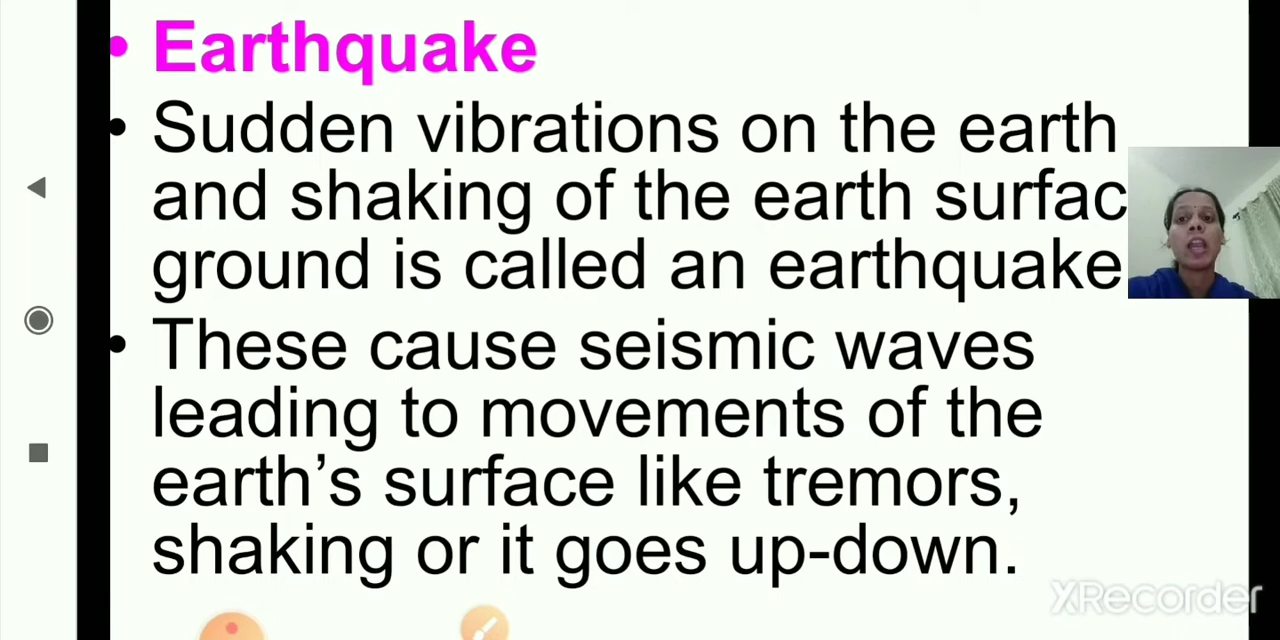 • Earthquake
• Sudden vibrations on the earth
and shaking of the earth surfac
ground is called an earthquake
• These cause seismic waves
leading to movements of the
earth’s surface like tremors,
shaking or it goes up-down.
XRecorder